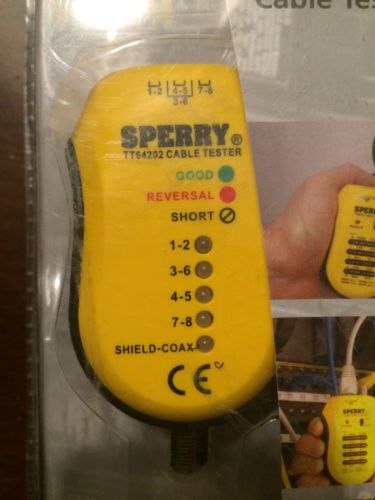 Cable Tes
1-2 4-5 7-8
3-6
SPERRY®
TT64202 CABLE TESTER
GOOD
REVERSAL
SHORT
1-2
3-6
4-5
7-8
SHIELD-COAX
CE
SPERRY
SPERRY